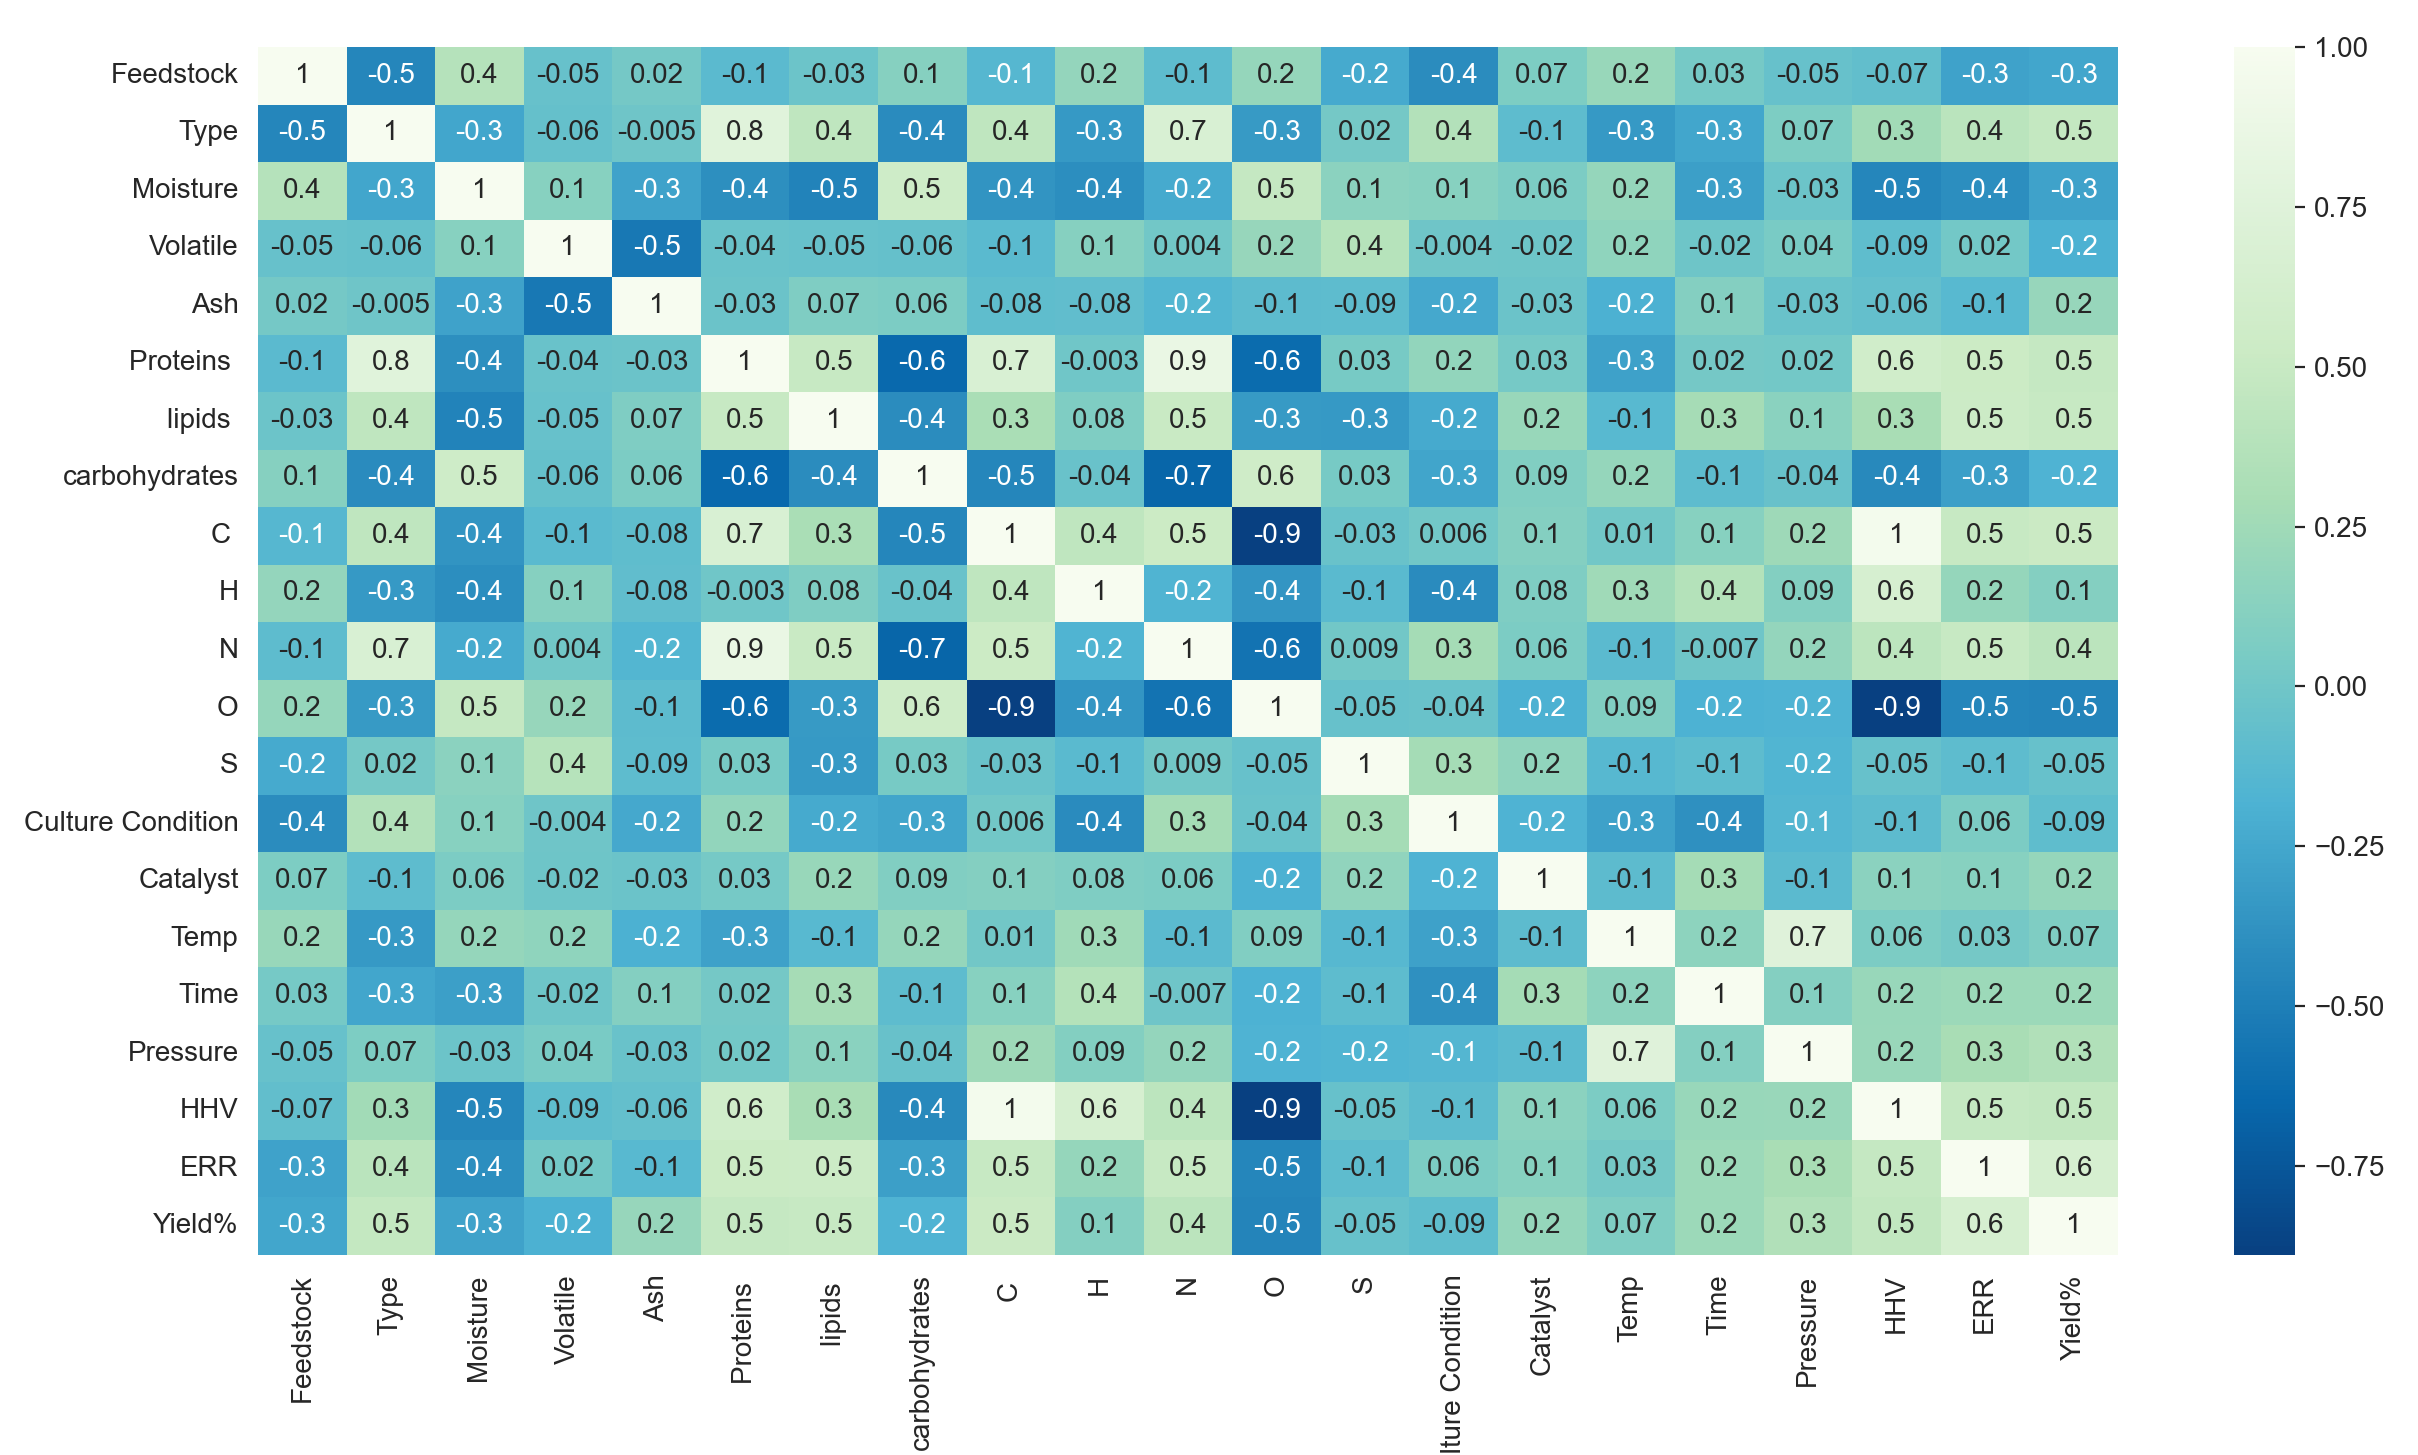 Feedstock 1 -0.5 0.4 -0.05 0.02 -0.1 -0.03 0.1 -0.1 0.2 -0.1 0.2 -0.2 -0.4 0.07 0.2 0.03 -0.05 -0.07 -0.3 -0.3
Type -0.5 1 -0.3 -0.06 -0.005 0.8 0.4 -0.4 0.4 -0.3 0.7 -0.3 0.02 0.4 -0.1 -0.3 -0.3 0.07 0.3 0.4 0.5
Moisture 0.4 -0.3 1 0.1 -0.3 -0.4 -0.5 0.5 -0.4 -0.4 -0.2 0.5 0.1 0.1 0.06 0.2 -0.3 -0.03 -0.5 -0.4 -0.3
Volatile -0.05 -0.06 0.1 1 -0.5 -0.04 -0.05 -0.06 -0.1 0.1 0.004 0.2 0.4 -0.004 -0.02 0.2 -0.02 0.04 -0.09 0.02 -0.2
Ash 0.02 -0.005 -0.3 -0.5 1 -0.03 0.07 0.06 -0.08 -0.08 -0.2 -0.1 -0.09 -0.2 -0.03 -0.2 0.1 -0.03 -0.06 -0.1 0.2
Proteins -0.1 0.8 -0.4 -0.04 -0.03 1 0.5 -0.6 0.7 -0.003 0.9 -0.6 0.03 0.2 0.03 -0.3 0.02 0.02 0.6 0.5 0.5
lipids -0.03 0.4 -0.5 -0.05 0.07 0.5 1 -0.4 0.3 0.08 0.5 -0.3 -0.3 -0.2 0.2 -0.1 0.3 0.1 0.3 0.5 0.5
carbohydrates 0.1 -0.4 0.5 -0.06 0.06 -0.6 -0.4 1 -0.5 -0.04 -0.7 0.6 0.03 -0.3 0.09 0.2 -0.1 -0.04 -0.4 -0.3 -0.2
C -0.1 0.4 -0.4 -0.1 -0.08 0.7 0.3 -0.5 1 0.4 0.5 -0.9 -0.03 0.006 0.1 0.01 0.1 0.2 1 0.5 0.5
H 0.2 -0.3 -0.4 0.1 -0.08 -0.003 0.08 -0.04 0.4 1 -0.2 -0.4 -0.1 -0.4 0.08 0.3 0.4 0.09 0.6 0.2 0.1
N -0.1 0.7 -0.2 0.004 -0.2 0.9 0.5 -0.7 0.5 -0.2 1 -0.6 0.009 0.3 0.06 -0.1 -0.007 0.2 0.4 0.5 0.4
O 0.2 -0.3 0.5 0.2 -0.1 -0.6 -0.3 0.6 -0.9 -0.4 -0.6 1 -0.05 -0.04 -0.2 0.09 -0.2 -0.2 -0.9 -0.5 -0.5
S -0.2 0.02 0.1 0.4 -0.09 0.03 -0.3 0.03 -0.03 -0.1 0.009 -0.05 1 0.3 0.2 -0.1 -0.1 -0.2 -0.05 -0.1 -0.05
Culture Condition -0.4 0.4 0.1 -0.004 -0.2 0.2 -0.2 -0.3 0.006 -0.4 0.3 -0.04 0.3 1 -0.2 -0.3 -0.4 -0.1 -0.1 0.06 -0.09
Catalyst 0.07 -0.1 0.06 -0.02 -0.03 0.03 0.2 0.09 0.1 0.08 0.06 -0.2 0.2 -0.2 1 -0.1 0.3 -0.1 0.1 0.1 0.2
Temp 0.2 -0.3 0.2 0.2 -0.2 -0.3 -0.1 0.2 0.01 0.3 -0.1 0.09 -0.1 -0.3 -0.1 1 0.2 0.7 0.06 0.03 0.07
Time 0.03 -0.3 -0.3 -0.02 0.1 0.02 0.3 -0.1 0.1 0.4 -0.007 -0.2 -0.1 -0.4 0.3 0.2 1 0.1 0.2 0.2 0.2
Pressure -0.05 0.07 -0.03 0.04 -0.03 0.02 0.1 -0.04 0.2 0.09 0.2 -0.2 -0.2 -0.1 -0.1 0.7 0.1 1 0.2 0.3 0.3
HHV -0.07 0.3 -0.5 -0.09 -0.06 0.6 0.3 -0.4 1 0.6 0.4 -0.9 -0.05 -0.1 0.1 0.06 0.2 0.2 1 0.5 0.5
ERR -0.3 0.4 -0.4 0.02 -0.1 0.5 0.5 -0.3 0.5 0.2 0.5 -0.5 -0.1 0.06 0.1 0.03 0.2 0.3 0.5 1 0.6
Yield% -0.3 0.5 -0.3 -0.2 0.2 0.5 0.5 -0.2 0.5 0.1 0.4 -0.5 -0.05 -0.09 0.2 0.07 0.2 0.3 0.5 0.6 1
Feedstock
Type
Moisture
Volatile
Ash
Proteins
lipids
carbohydrates
C
H
N
O
S
lture Condition
Catalyst
Temp
Time
Pressure
HHV
ERR
Yield%
1.00
0.75
0.50
0.25
0.00
−0.25
−0.50
−0.75